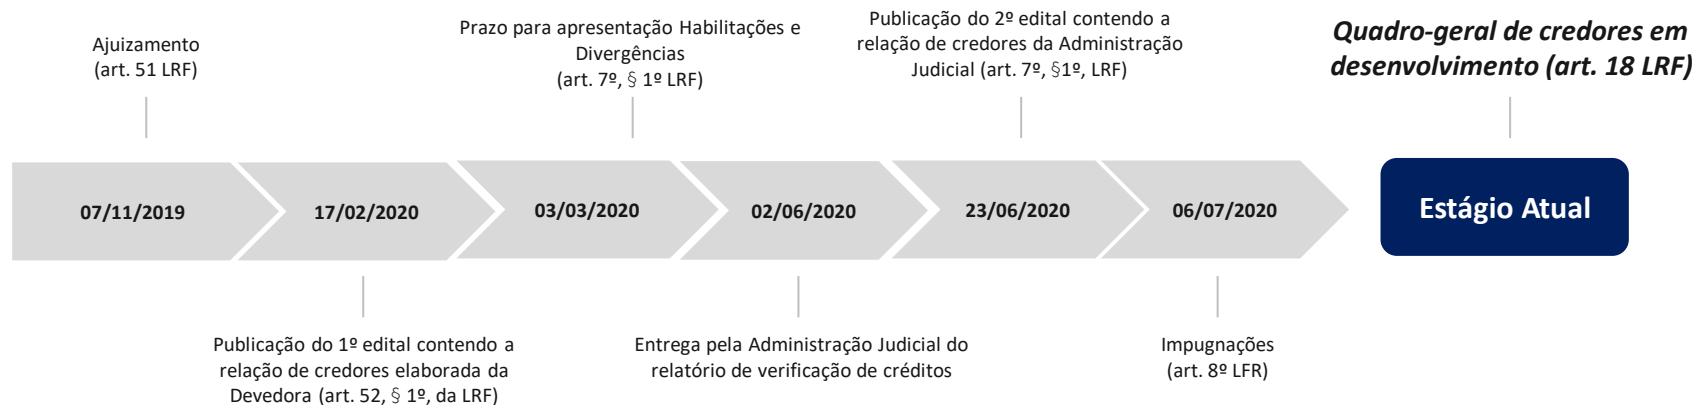 Ajuizamento
(art. 51 LRF)
Prazo para apresentação Habilitações e
Divergências
(art. 7º, § 1º LRF)
Publicação do 2º edital contendo a
relação de credores da Administração
Judicial (art. 7º, §1º, LRF)
Quadro-geral de credores em
desenvolvimento (art. 18 LRF)
07/11/2019
17/02/2020
03/03/2020
02/06/2020
23/06/2020
06/07/2020
Estágio Atual
Publicação do 1º edital contendo a
relação de credores elaborada da
Devedora (art. 52, § 1º, da LRF)
Entrega pela Administração Judicial do
relatório de verificação de créditos
Impugnações
(art. 8º LFR)